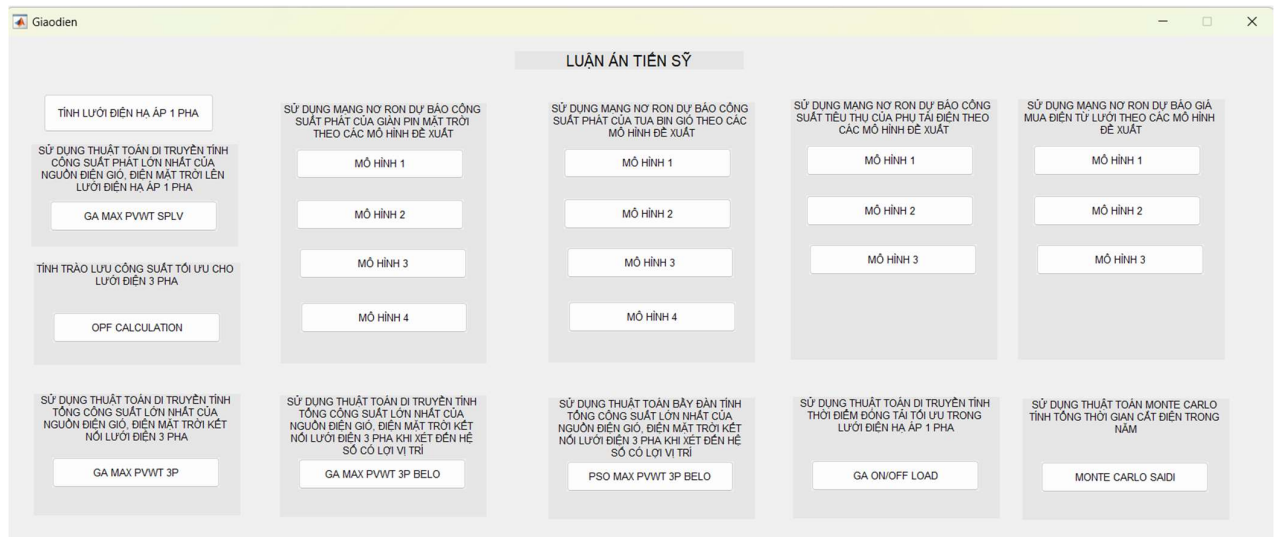 Giaodien
LUẬN ÁN TIẾN SỸ
TÍNH LƯỚI ĐIỆN HẠ ÁP 1 PHA
SỬ DỤNG THUẬT TOÁN DI TRUYỀN TÍNH
CÔNG SUẤT PHÁT LỚN NHẤT CỦA
NGUỒN ĐIỆN GIÓ, ĐIỆN MẶT TRỜI LÊN
LƯỚI ĐIỆN HẠ ÁP 1 PHA
GA MAX PVWT SPLV
TÍNH TRÀO LƯU CÔNG SUẤT TỐI ƯU CHO
LƯỚI ĐIỆN 3 PHA
OPF CALCULATION
SỬ DỤNG MẠNG NƠ RON DỰ BÁO CÔNG
SUẤT PHÁT CỦA GIÀN PIN MẶT TRỜI
THEO CÁC MÔ HÌNH ĐỀ XUẤT
MÔ HÌNH 1
MÔ HÌNH 2
MÔ HÌNH 3
MÔ HÌNH 4
SỬ DỤNG MẠNG NƠ RON DỰ BÁO CÔNG
SUẤT PHÁT CỦA TUA BIN GIÓ THEO CÁC
MÔ HÌNH ĐỀ XUẤT
MÔ HÌNH 1
MÔ HÌNH 2
MÔ HÌNH 3
MÔ HÌNH 4
SỬ DỤNG MẠNG NƠ RON DỰ BÁO CÔNG
SUẤT TIÊU THỤ CỦA PHỤ TẢI ĐIỆN THEO
CÁC MÔ HÌNH ĐỀ XUẤT
MÔ HÌNH 1
MÔ HÌNH 2
MÔ HÌNH 3
SỬ DỤNG MẠNG NƠ RON DỰ BÁO GIÁ
MUA ĐIỆN TỪ LƯỚI THEO CÁC MÔ HÌNH
ĐỀ XUẤT
MÔ HÌNH 1
MÔ HÌNH 2
MÔ HÌNH 3
SỬ DỤNG THUẬT TOÁN DI TRUYỀN TÍNH
TỔNG CÔNG SUẤT LỚN NHẤT CỦA
NGUỒN ĐIỆN GIÓ, ĐIỆN MẶT TRỜI KẾT
NỐI LƯỚI ĐIỆN 3 PHA
GA MAX PVWT 3P
SỬ DỤNG THUẬT TOÁN DI TRUYỀN TÍNH
TỔNG CÔNG SUẤT LỚN NHẤT CỦA
NGUỒN ĐIỆN GIÓ, ĐIỆN MẶT TRỜI KẾT
NỐI LƯỚI ĐIỆN 3 PHA KHI XÉT ĐẾN HỆ
SỐ CÓ LỢI VỊ TRÍ
GA MAX PVWT 3P BELO
SỬ DỤNG THUẬT TOÁN BẦY ĐÀN TÍNH
TỔNG CÔNG SUẤT LỚN NHẤT CỦA
NGUỒN ĐIỆN GIÓ, ĐIỆN MẶT TRỜI KẾT
NỐI LƯỚI ĐIỆN 3 PHA KHI XÉT ĐẾN HỆ
SỐ CÓ LỢI VỊ TRÍ
PSO MAX PVWT 3P BELO
SỬ DỤNG THUẬT TOÁN DI TRUYỀN TÍNH
THỜI ĐIỂM ĐÓNG TẢI TỐI ƯU TRONG
LƯỚI ĐIỆN HẠ ÁP 1 PHA
GA ON/OFF LOAD
SỬ DỤNG THUẬT TOÁN MONTE CARLO
TÍNH TỔNG THỜI GIAN CẮT ĐIỆN TRONG
NĂM
MONTE CARLO SAIDI